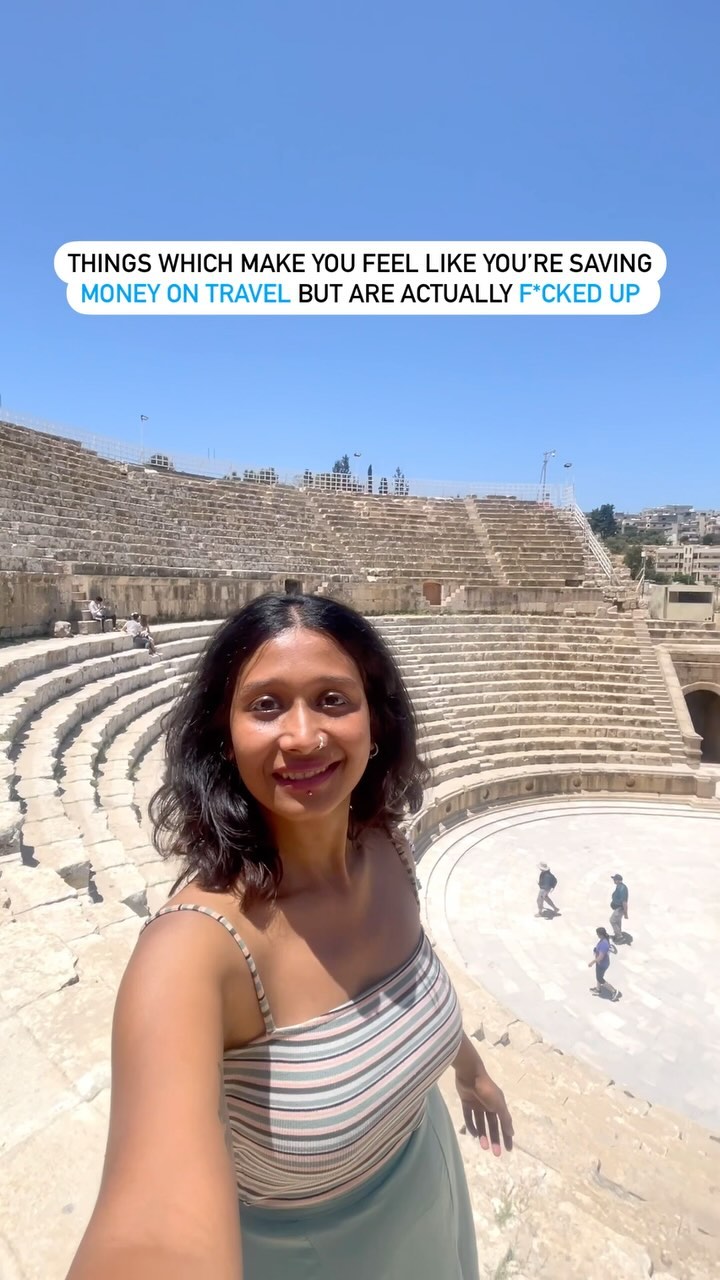 THINGS WHICH MAKE YOU FEEL LIKE YOU’RE SAVING
MONEY ON TRAVEL BUT ARE ACTUALLY F*CKED UP